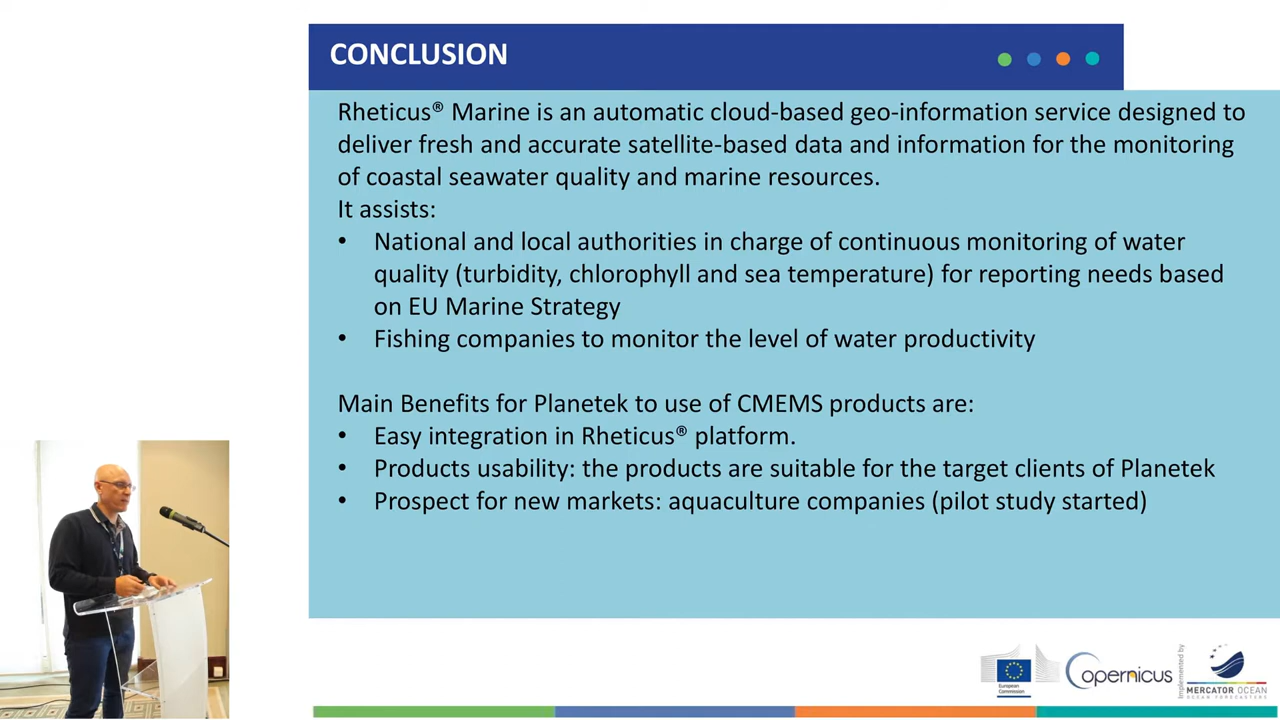 CONCLUSION
Rheticus® Marine is an automatic cloud-based geo-information service designed to
deliver fresh and accurate satellite-based data and information for the monitoring
of coastal seawater quality and marine resources.
It assists:
• National and local authorities in charge of continuous monitoring of water
quality (turbidity, chlorophyll and sea temperature) for reporting needs based
on EU Marine Strategy
• Fishing companies to monitor the level of water productivity
Main Benefits for Planetek to use of CMEMS products are:
• Easy integration in Rheticus® platform.
• Products usability: the products are suitable for the target clients of Planetek
• Prospect for new markets: aquaculture companies (pilot study started)
European
Commission
Copernicus
Implemented by
MERCATOR OCEAN
OCEAN FORECASTERS